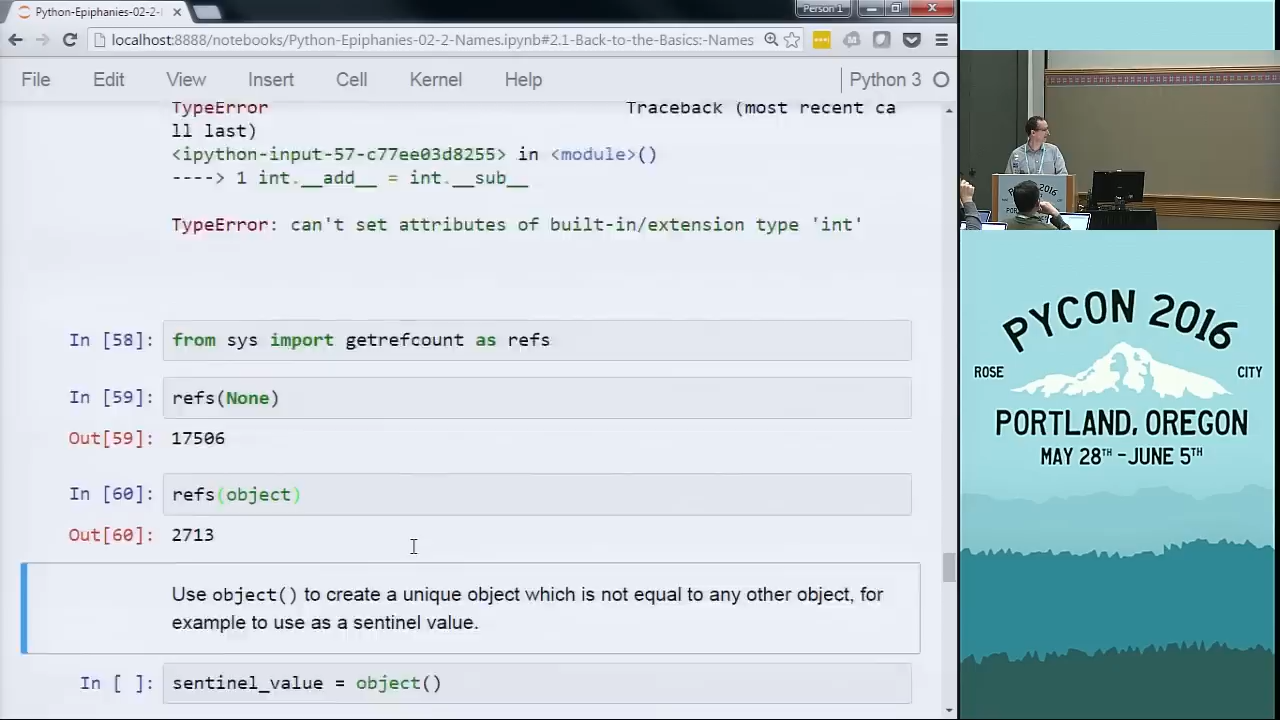 Python-Epiphanies-02-2-
Person 1
localhost:8888/notebooks/Python-Epiphanies-02-2-Names.ipynb#2.1-Back-to-the-Basics:-Names
File Edit View Insert Cell Kernel Help Python 3
TypeError Traceback (most recent ca
ll last)
<ipython-input-57-c77ee03d8255> in <module>()
----> 1 int.__add__ = int.__sub__
TypeError: can't set attributes of built-in/extension type 'int'
In [58]: from sys import getrefcount as refs
In [59]: refs(None)
Out[59]: 17506
In [60]: refs(object)
Out[60]: 2713
Use object() to create a unique object which is not equal to any other object, for
example to use as a sentinel value.
In [ ]: sentinel_value = object()
PYCON 2016
PYCON 2016
ROSE CITY
PORTLAND, OREGON
MAY 28TH - JUNE 5TH